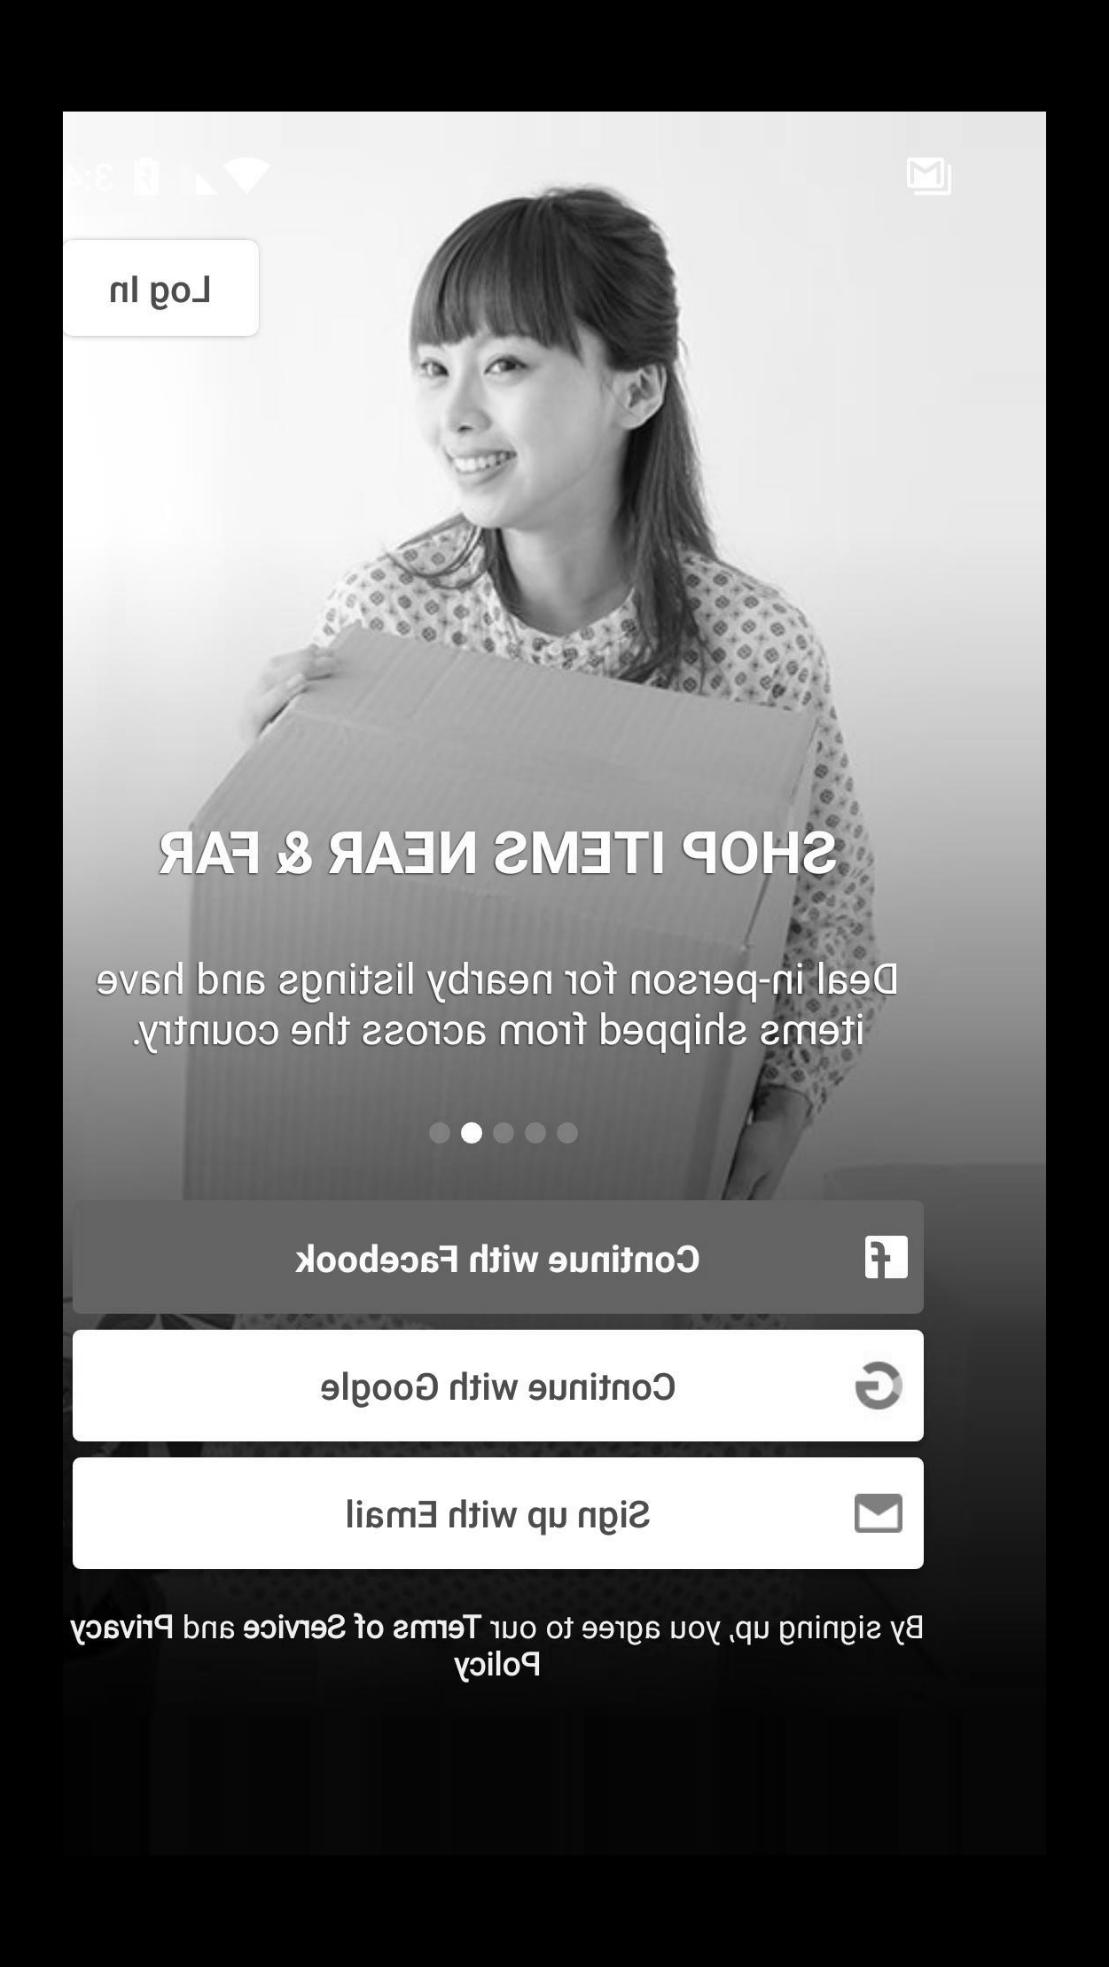 Log In
SHOP ITEMS NEAR & FAR
Deal in-person for nearby listings and have
items shipped from across the country.
Continue with Facebook
Continue with Google
Sign up with Email
By signing up, you agree to our Terms of Service and Privacy
Policy